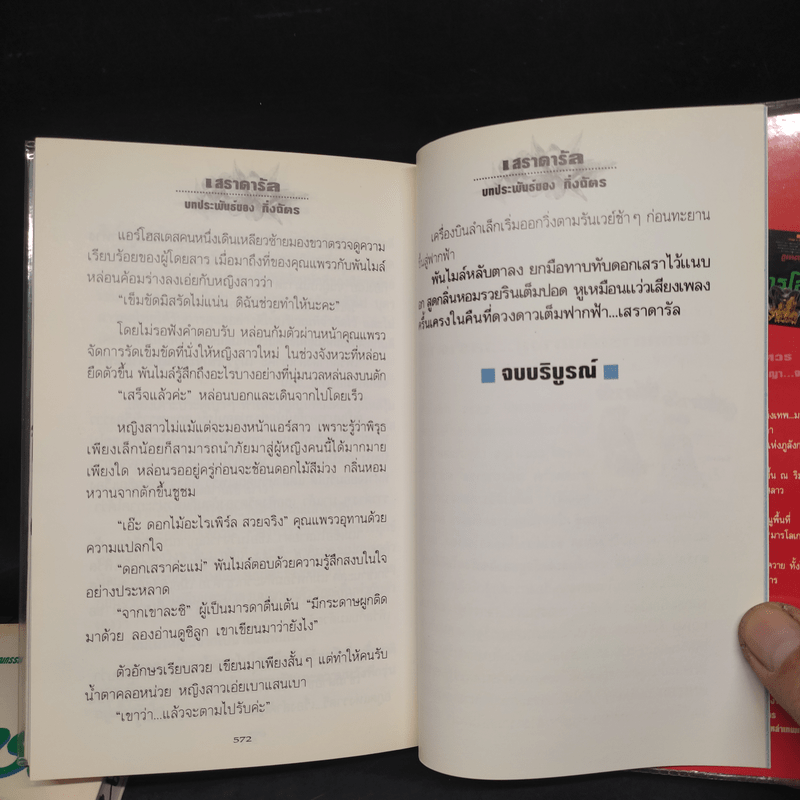 เสราดารัล
บทประพันธ์ของ กิ่งฉัตร
แอร์โฮสเตสคนหนึ่งเดินเหลียวซ้ายมองขวาตรวจดูความ
เรียบร้อยของผู้โดยสาร เมื่อมาถึงที่ของคุณแพรวกับพันไมล์
หล่อนค้อมร่างลงเอ่ยกับหญิงสาวว่า
“เข็มขัดมิสรัดไม่แน่น ดิฉันช่วยทำให้นะคะ”
โดยไม่รอฟังคำตอบรับ หล่อนก้มตัวผ่านหน้าคุณแพรว
จัดการรัดเข็มขัดที่นั่งให้หญิงสาวใหม่ ในช่วงจังหวะที่หล่อน
ยืดตัวขึ้น พันไมล์รู้สึกถึงอะไรบางอย่างที่นุ่มนวลหล่นลงบนตัก
“เสร็จแล้วค่ะ” หล่อนบอกและเดินจากไปโดยเร็ว
หญิงสาวไม่แม้แต่จะมองหน้าแอร์สาว เพราะรู้ว่าพิรุธ
เพียงเล็กน้อยก็สามารถนำภัยมาสู่ผู้หญิงคนนี้ได้มากมาย
เพียงใด หล่อนรออยู่ครู่ก่อนจะช้อนดอกไม้สีม่วง กลิ่นหอม
หวานจากตักขึ้นชูชม
“เอ๊ะ ดอกไม้อะไรเพิร์ล สวยจริง” คุณแพรวอุทานด้วย
ความแปลกใจ
“ดอกเสราค่ะแม่” พันไมล์ตอบด้วยความรู้สึกสงบในใจ
อย่างประหลาด
“จากเขาละซิ” ผู้เป็นมารดาตื่นเต้น “มีกระดาษผูกติด
มาด้วย ลองอ่านดูซิลูก เขาเขียนมาว่ายังไง”
ตัวอักษรเรียบสวย เขียนมาเพียงสั้นๆ แต่ทำให้คนรับ
น้ำตาคลอหน่วย หญิงสาวเอ่ยเบาแสนเบา
“เขาว่า...แล้วจะตามไปรับค่ะ”
572
เสราดารัล
บทประพันธ์ของ กิ่งฉัตร
เครื่องบินลำเล็กเริ่มออกวิ่งตามรันเวย์ช้าๆ ก่อนทะยาน
ขึ้นสู่ฟากฟ้า
พันไมล์หลับตาลง ยกมือทาบทับดอกเสราไว้แนบ
อก สูดกลิ่นหอมรวยรินเต็มปอด หูเหมือนแว่วเสียงเพลง
ครื้นเครงในคืนที่ดวงดาวเต็มฟากฟ้า...เสราดารัล
จบบริบูรณ์